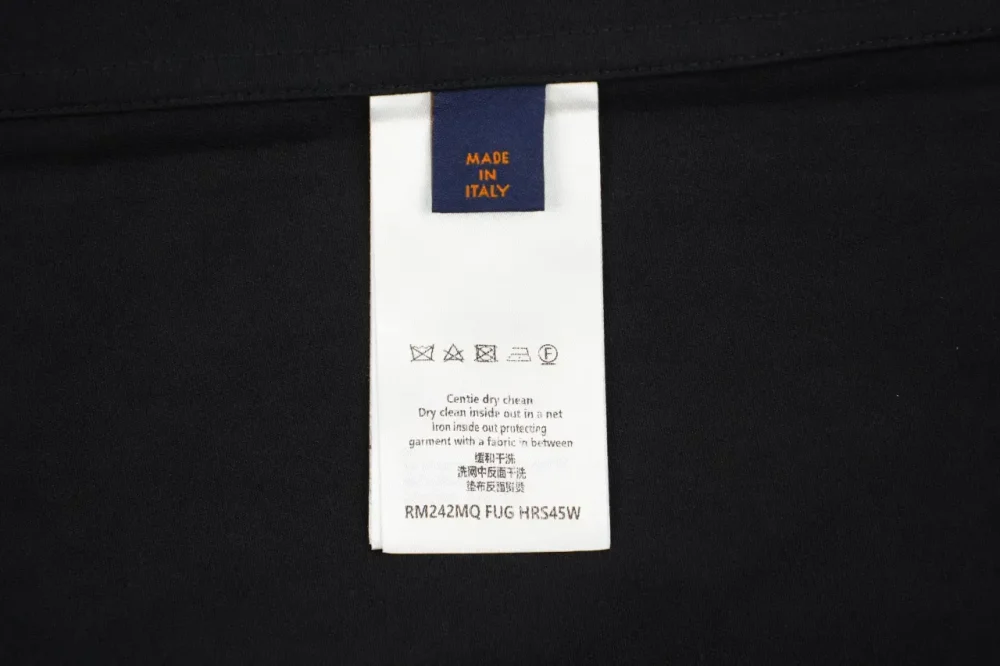 MADE
IN
ITALY
F
Centie dry chean
Dry clean inside out in a net
Iron inside out protecting
garment with a fabric in between
缓和干洗
洗网中反面干洗
垫布反面熨烫
RM242MQ FUG HRS45W